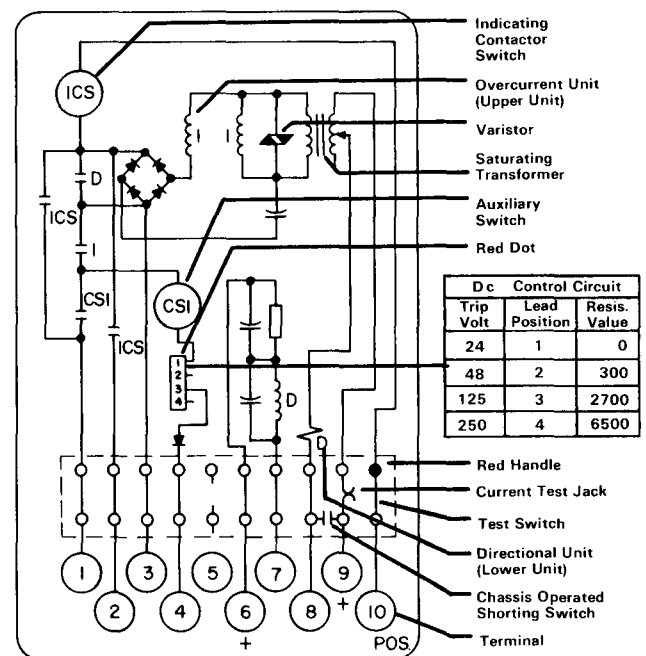 Indicating
Contactor
Switch
ICS
Overcurrent Unit
(Upper Unit)
I
I
Varistor
Saturating
Transformer
D
ICS
Auxiliary
Switch
I
Red Dot
CSI
CSI
ICS
1
2
3
4
D
Dc Control Circuit
Trip Volt Lead Position Resis. Value
24 1 0
48 2 300
125 3 2700
250 4 6500
D
Red Handle
Current Test Jack
Test Switch
Directional Unit
(Lower Unit)
Chassis Operated
Shorting Switch
Terminal
1 3 5 7 9
+
2 4 6 8 10
+
POS.